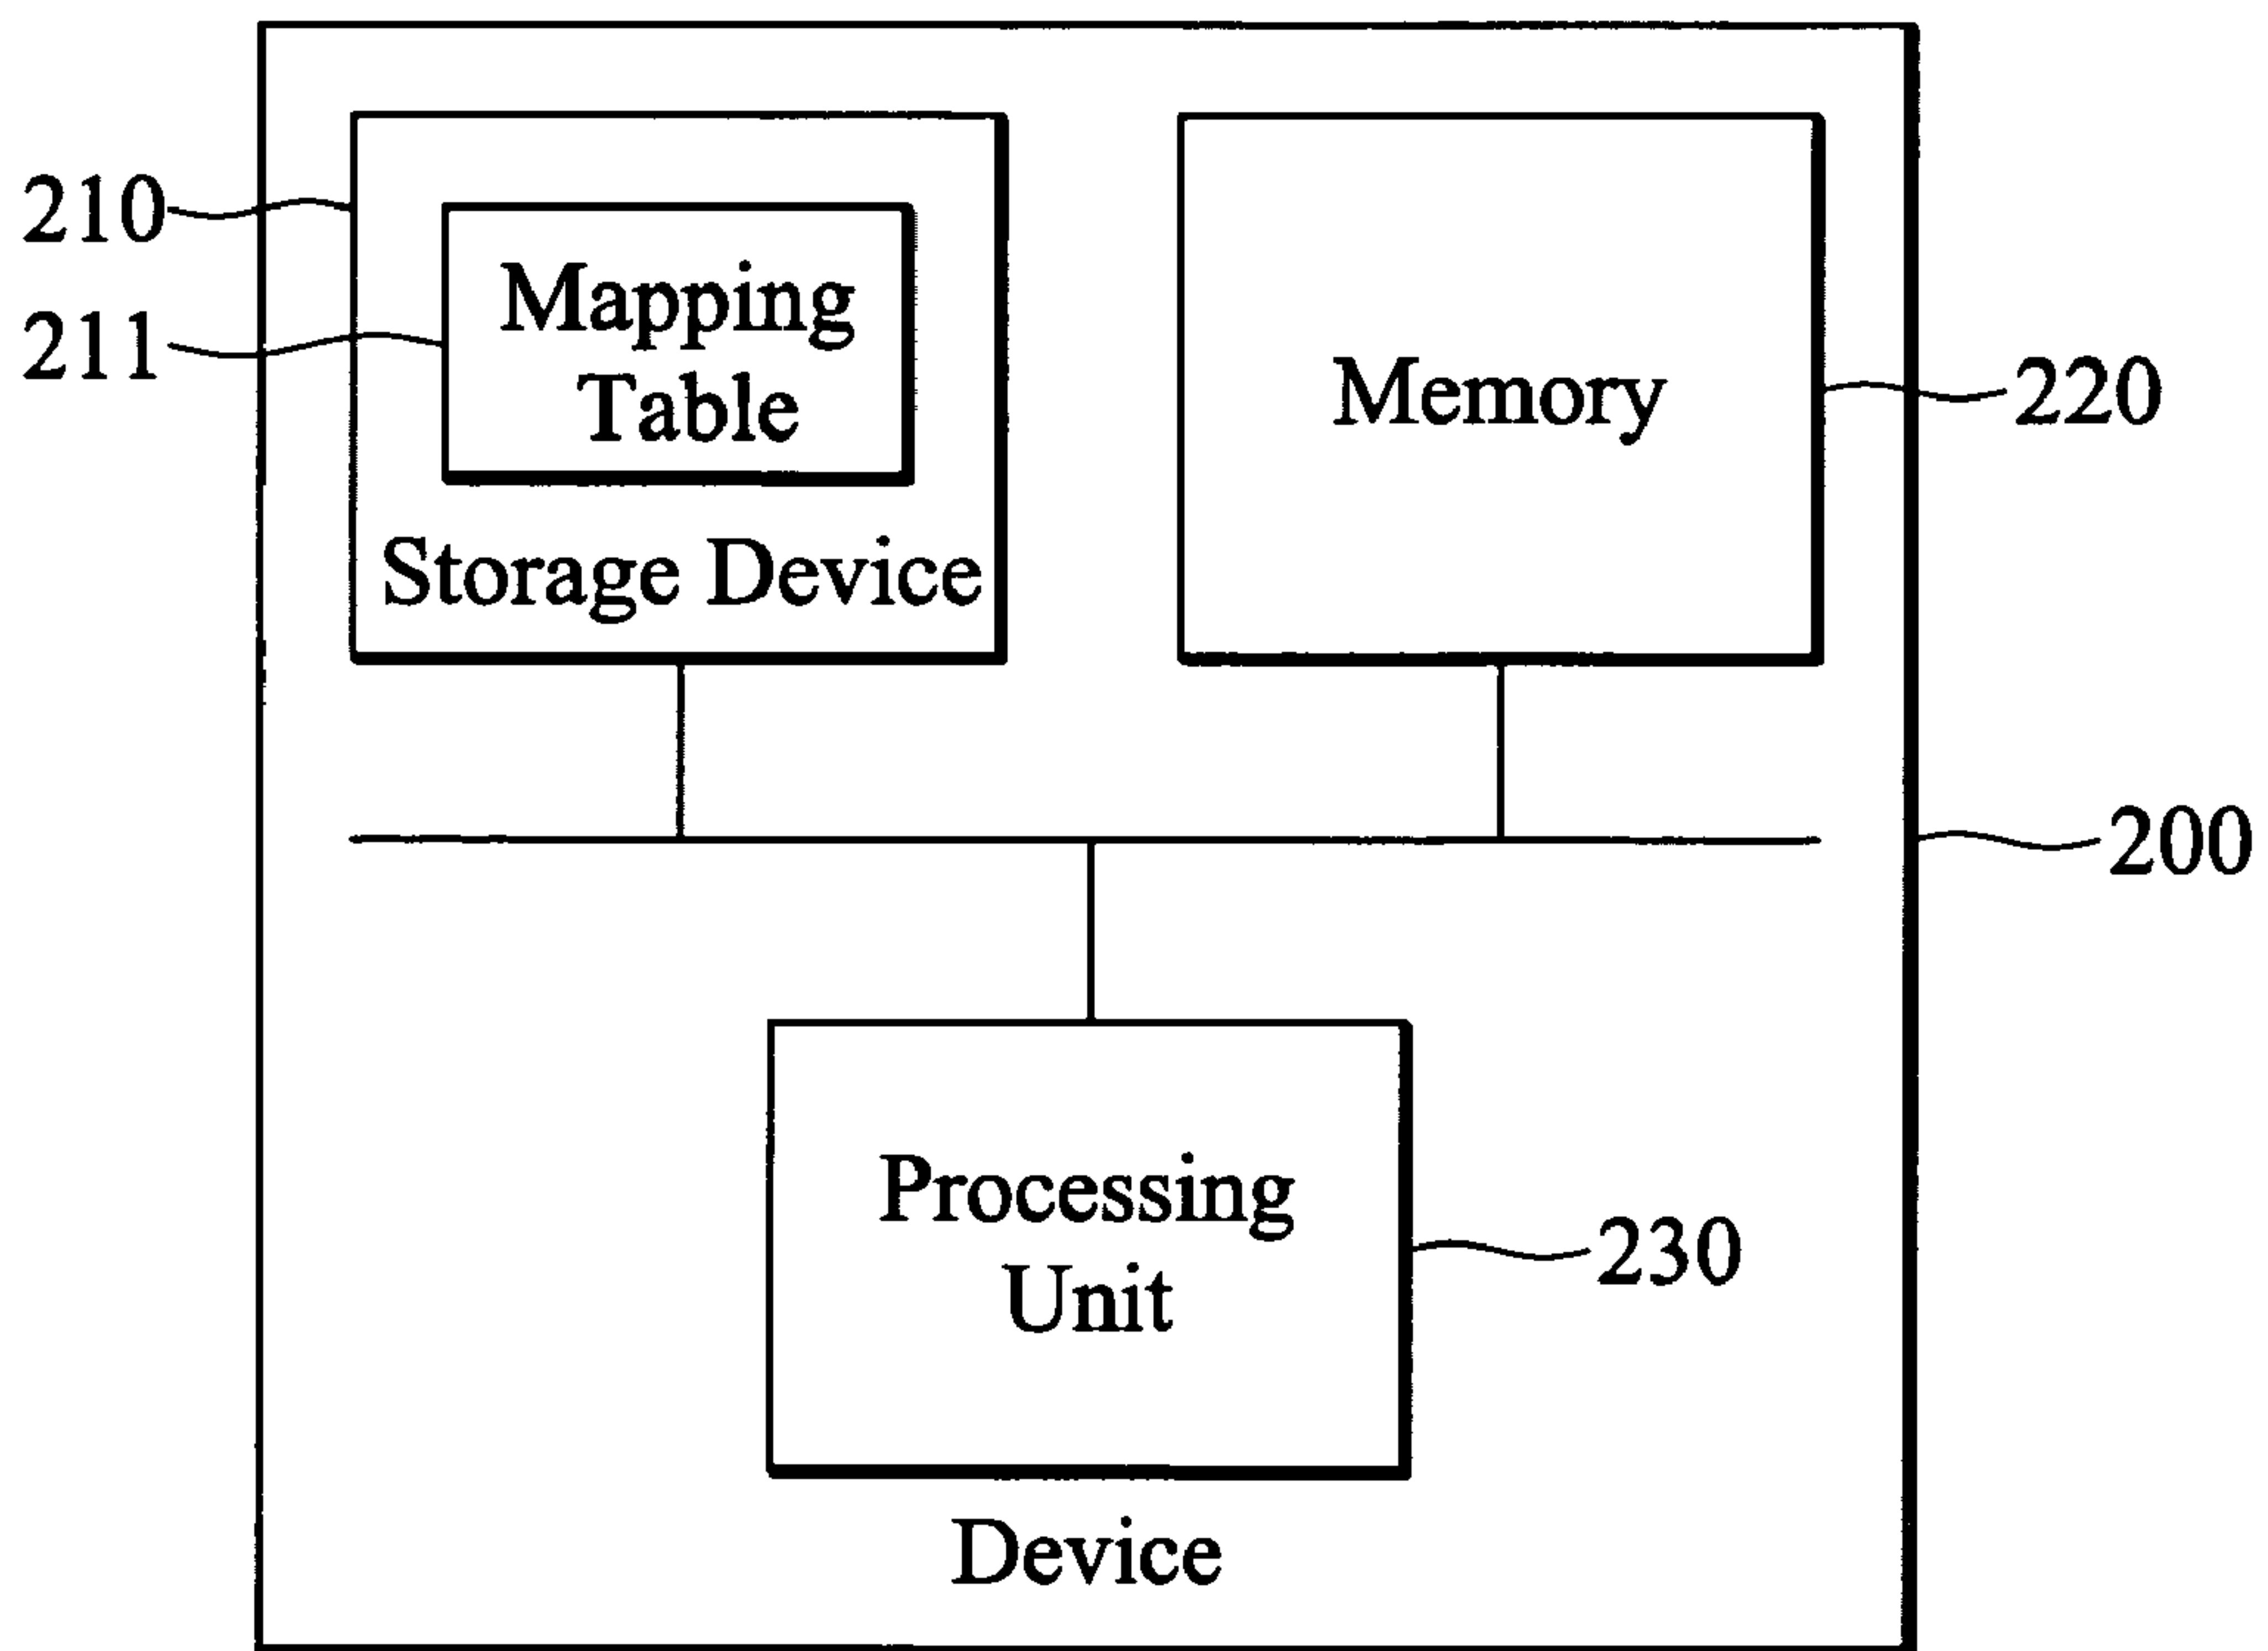 210
211
Mapping
Table
Storage Device
Memory
220
200
Processing
Unit
230
Device